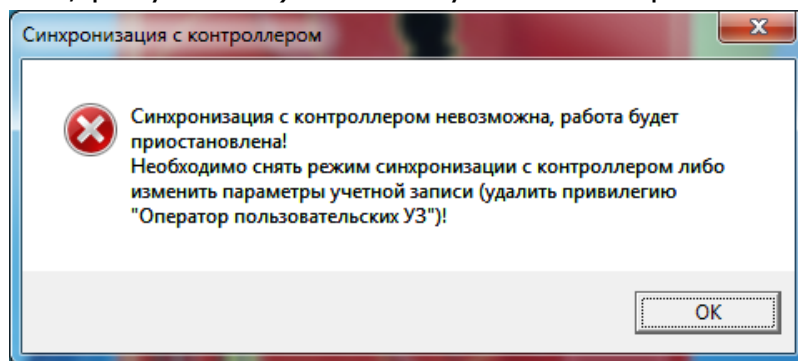 Синхронизация с контроллером
Синхронизация с контроллером невозможна, работа будет
приостановлена!
Необходимо снять режим синхронизации с контроллером либо
изменить параметры учетной записи (удалить привилегию
"Оператор пользовательских УЗ")!
OK